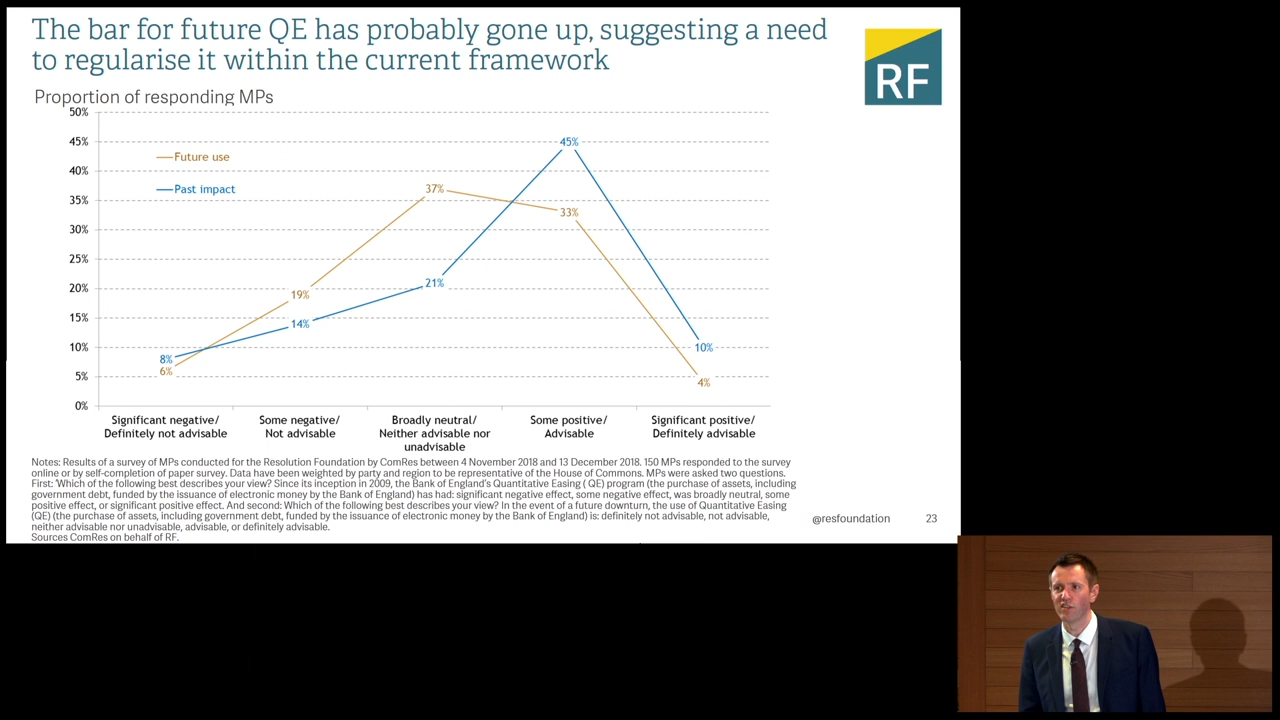 The bar for future QE has probably gone up, suggesting a need
to regularise it within the current framework
RF
Proportion of responding MPs
50%
45%
40%
35%
30%
25%
20%
15%
10%
5%
0%
Future use
Past impact
8%
6%
19%
14%
37%
21%
45%
33%
10%
4%
Significant negative/
Definitely not advisable
Some negative/
Not advisable
Broadly neutral/
Neither advisable nor
unadvisable
Some positive/
Advisable
Significant positive/
Definitely advisable
Notes: Results of a survey of MPs conducted for the Resolution Foundation by ComRes between 4 November 2018 and 13 December 2018. 150 MPs responded to the survey
online or by self-completion of paper survey. Data have been weighted by party and region to be representative of the House of Commons. MPs were asked two questions.
First: 'Which of the following best describes your view? Since its inception in 2009, the Bank of England's Quantitative Easing ( QE) program (the purchase of assets, including
government debt, funded by the issuance of electronic money by the Bank of England) has had: significant negative effect, some negative effect, was broadly neutral, some
positive effect, or significant positive effect. And second: Which of the following best describes your view? In the event of a future downturn, the use of Quantitative Easing
(QE) (the purchase of assets, including government debt, funded by the issuance of electronic money by the Bank of England) is: definitely not advisable, not advisable,
neither advisable nor unadvisable, advisable, or definitely advisable.
Sources ComRes on behalf of RF.
@resfoundation
23